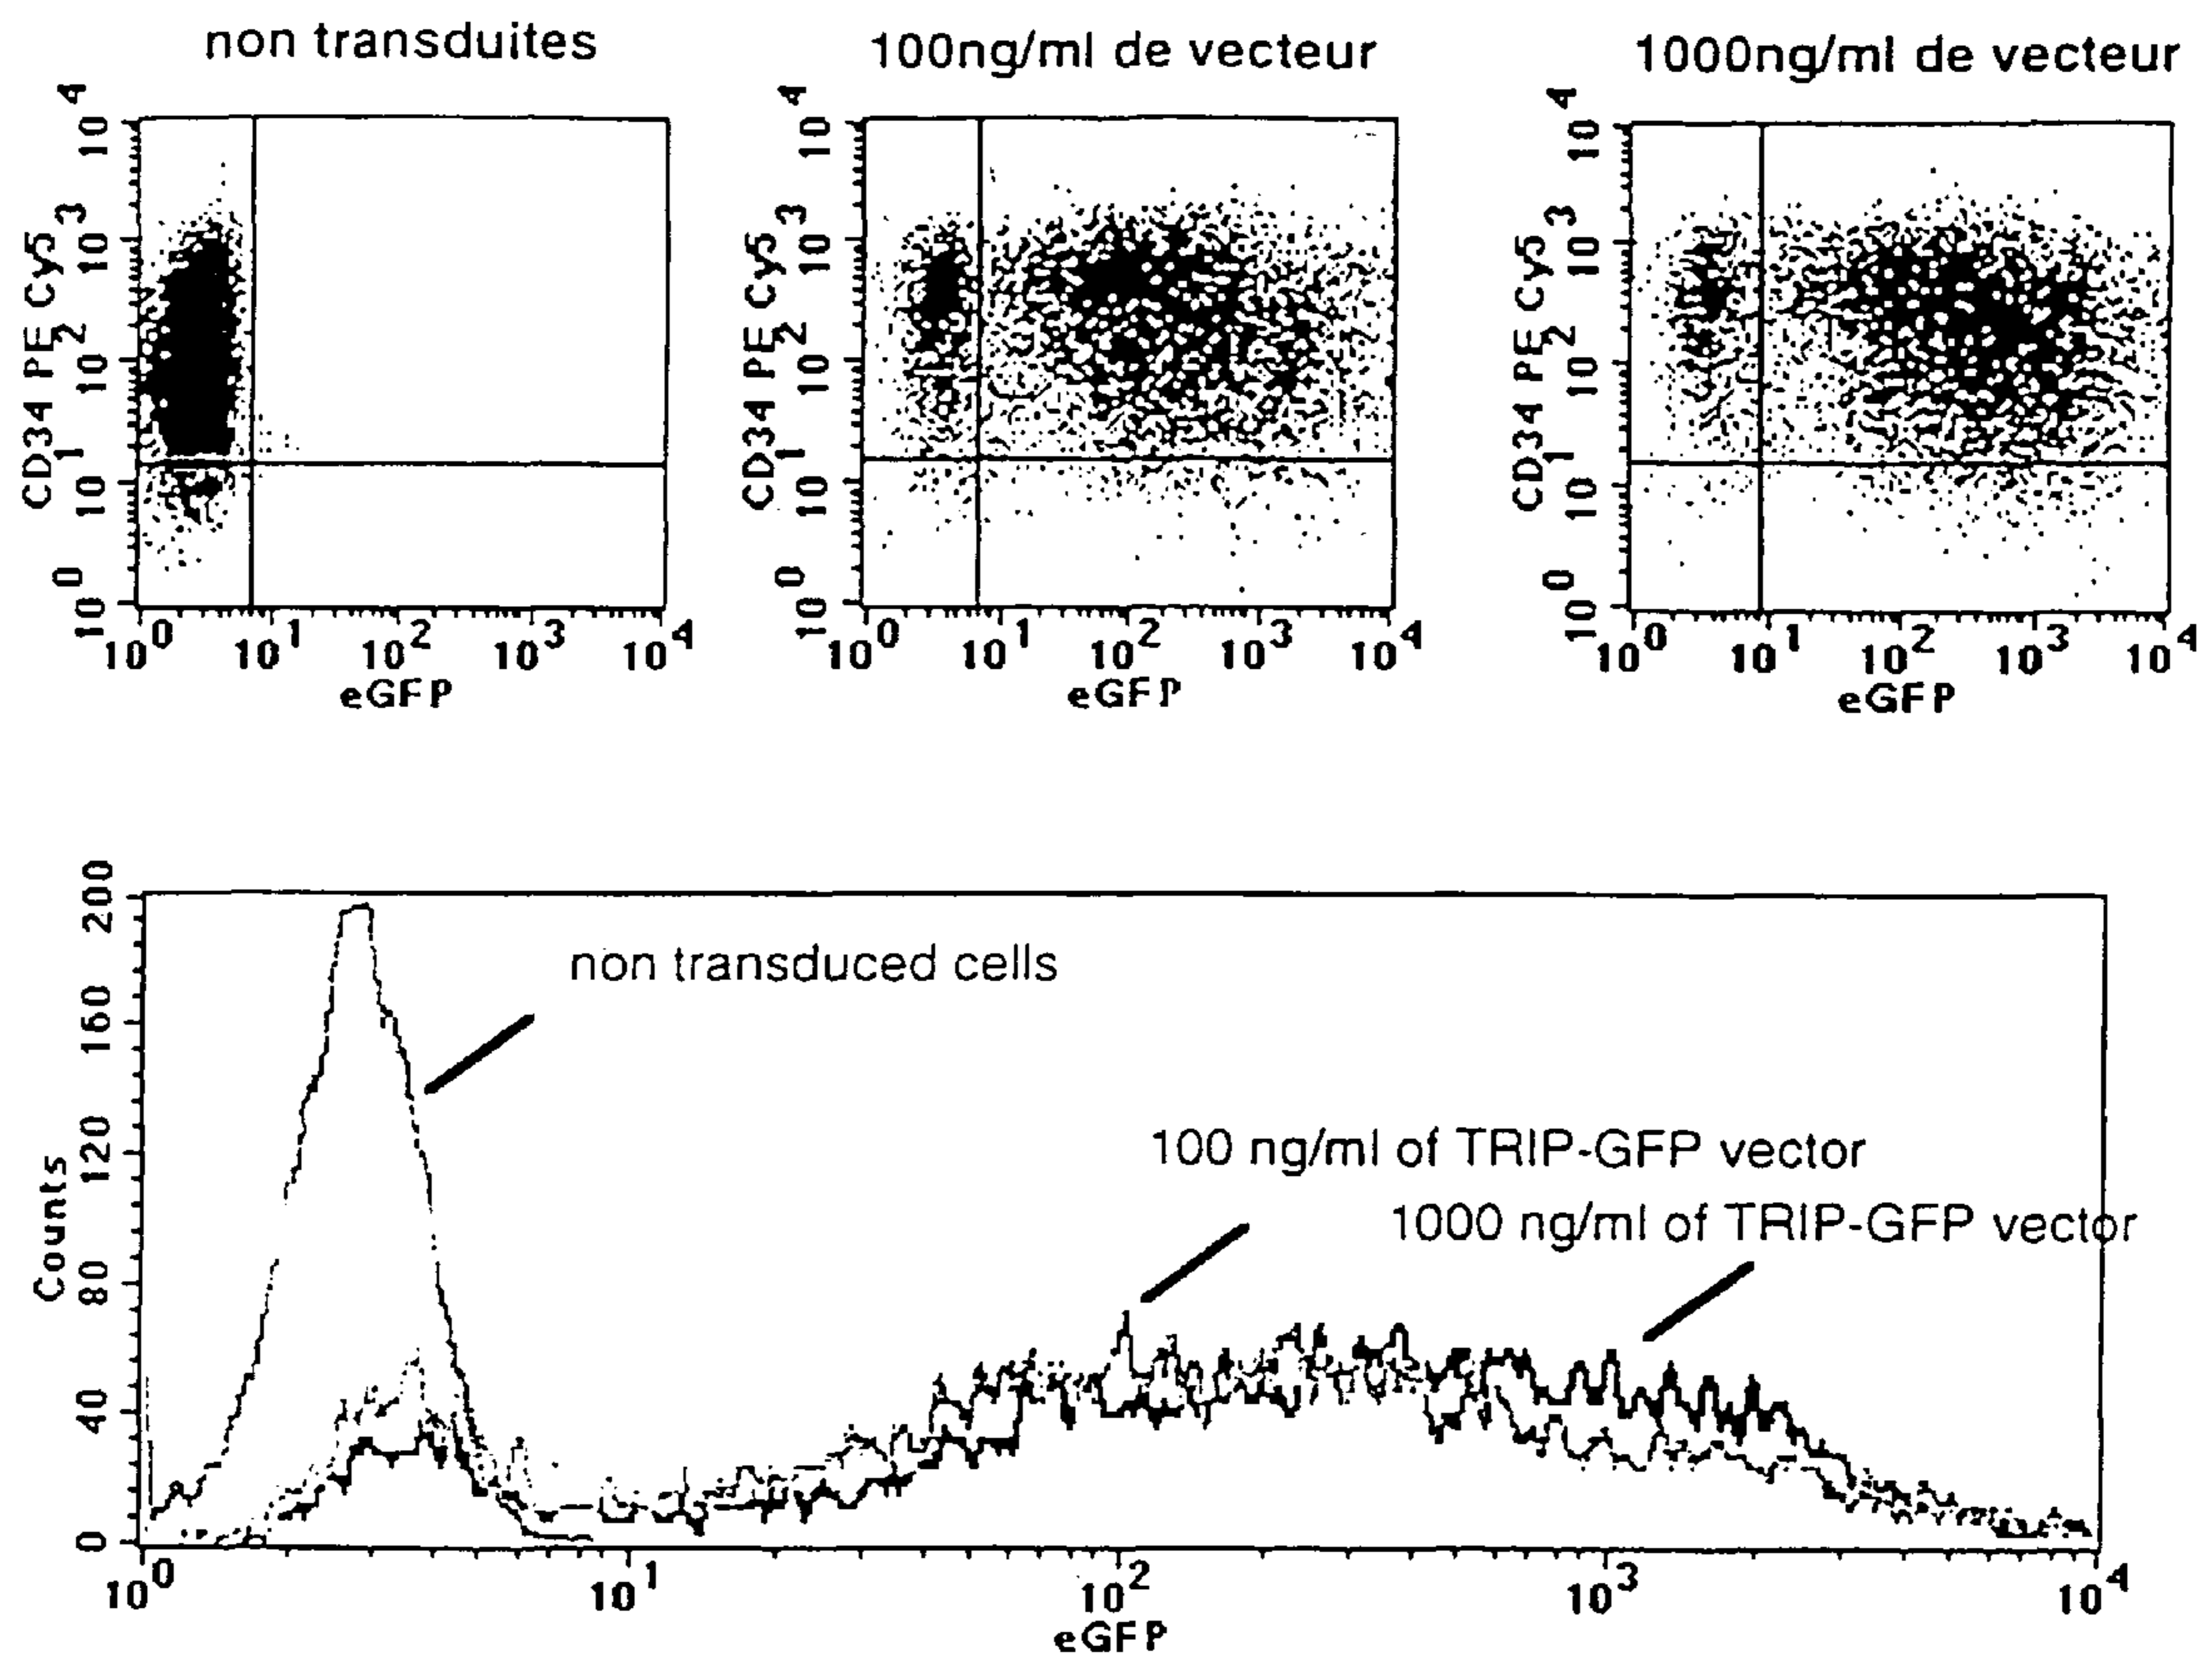 non transduites
100ng/ml de vecteur
1000ng/ml de vecteur
CD34 PE Cy5
10^0 10^1 10^2 10^3 10^4
10^0 10^1 10^2 10^3 10^4
eGFP
CD34 PE Cy5
10^0 10^1 10^2 10^3 10^4
10^0 10^1 10^2 10^3 10^4
eGFP
CD34 PE Cy5
10^0 10^1 10^2 10^3 10^4
10^0 10^1 10^2 10^3 10^4
eGFP
Counts
0 40 80 120 160 200
non transduced cells
100 ng/ml of TRIP-GFP vector
1000 ng/ml of TRIP-GFP vector
10^0 10^1 10^2 10^3 10^4
eGFP